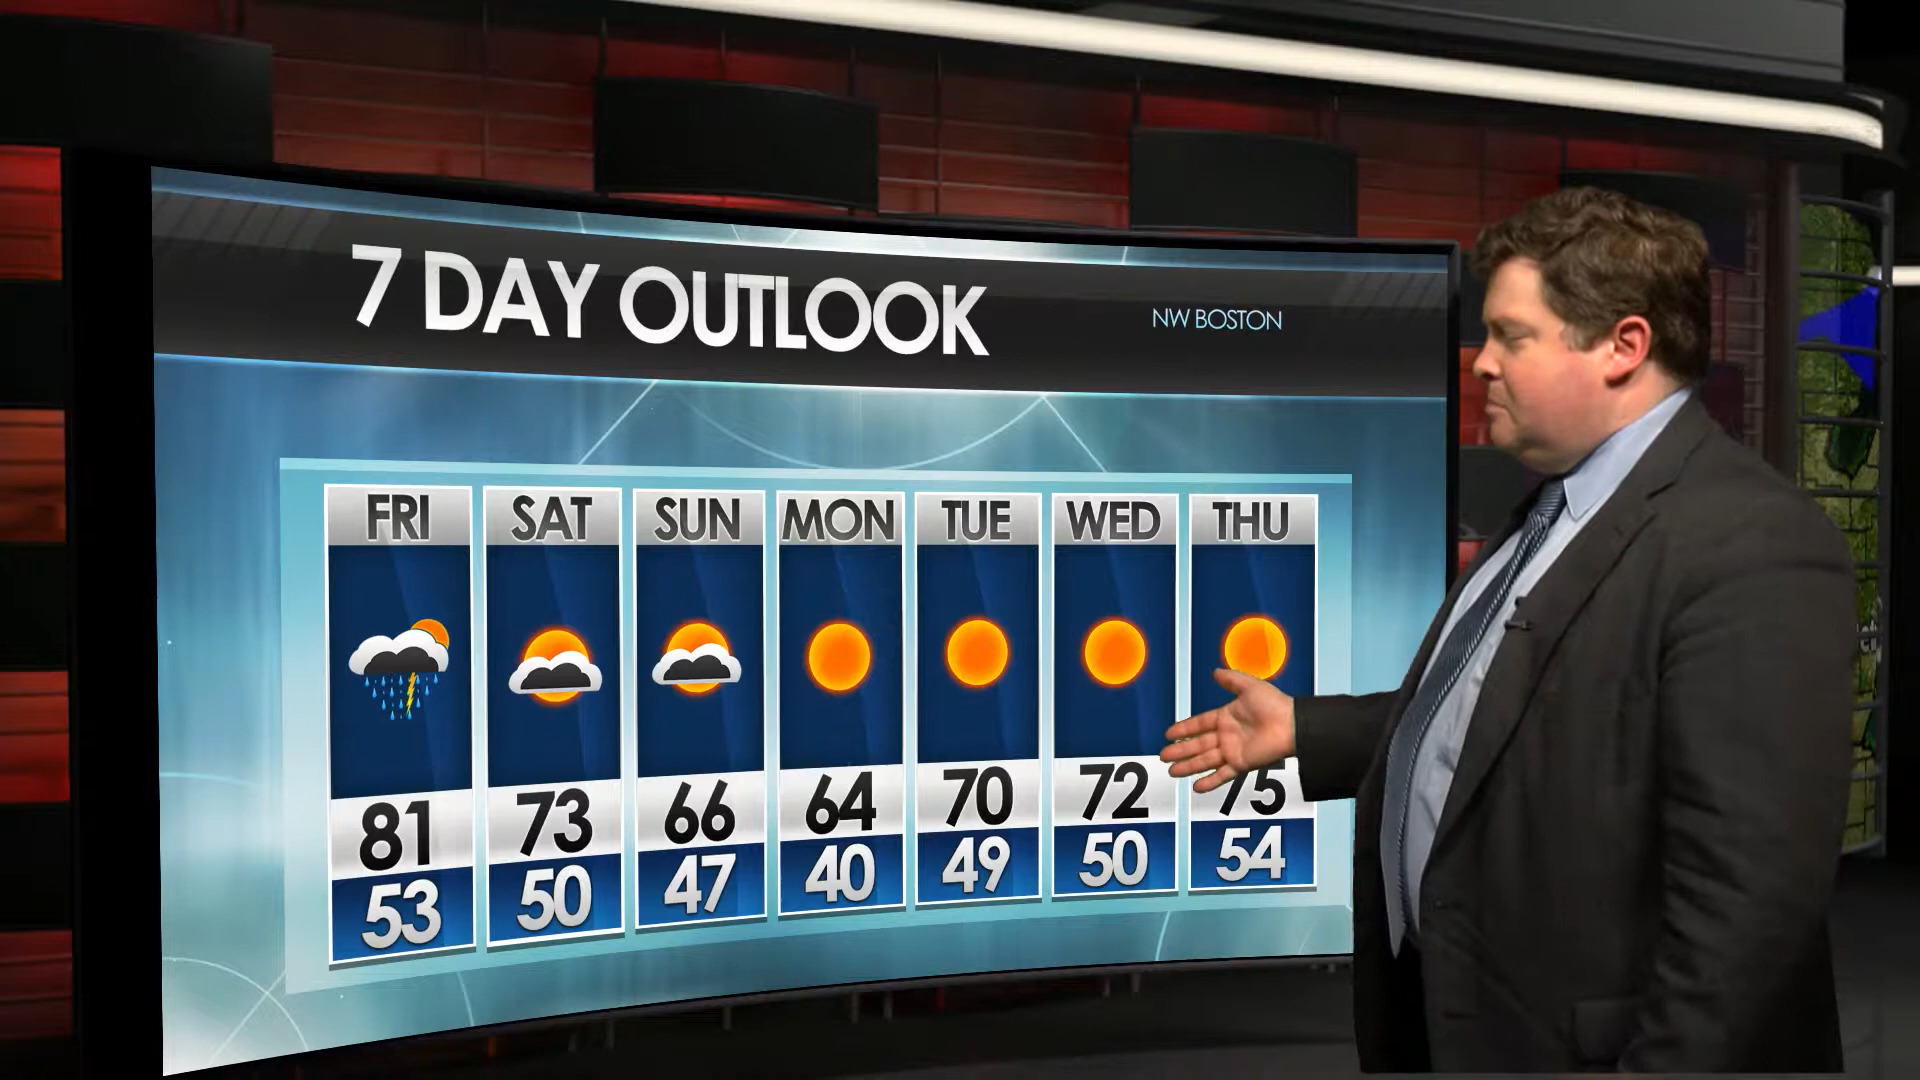 7 DAY OUTLOOK
NW BOSTON
FRI SAT SUN MON TUE WED THU
81 73 66 64 70 72 75
53 50 47 40 49 50 54